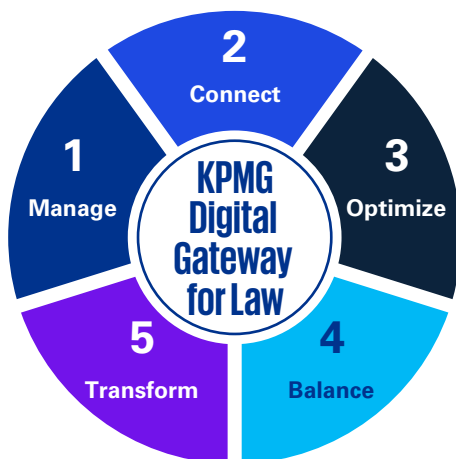 2
Connect
1
Manage
3
Optimize
KPMG
Digital
Gateway
for Law
5
Transform
4
Balance